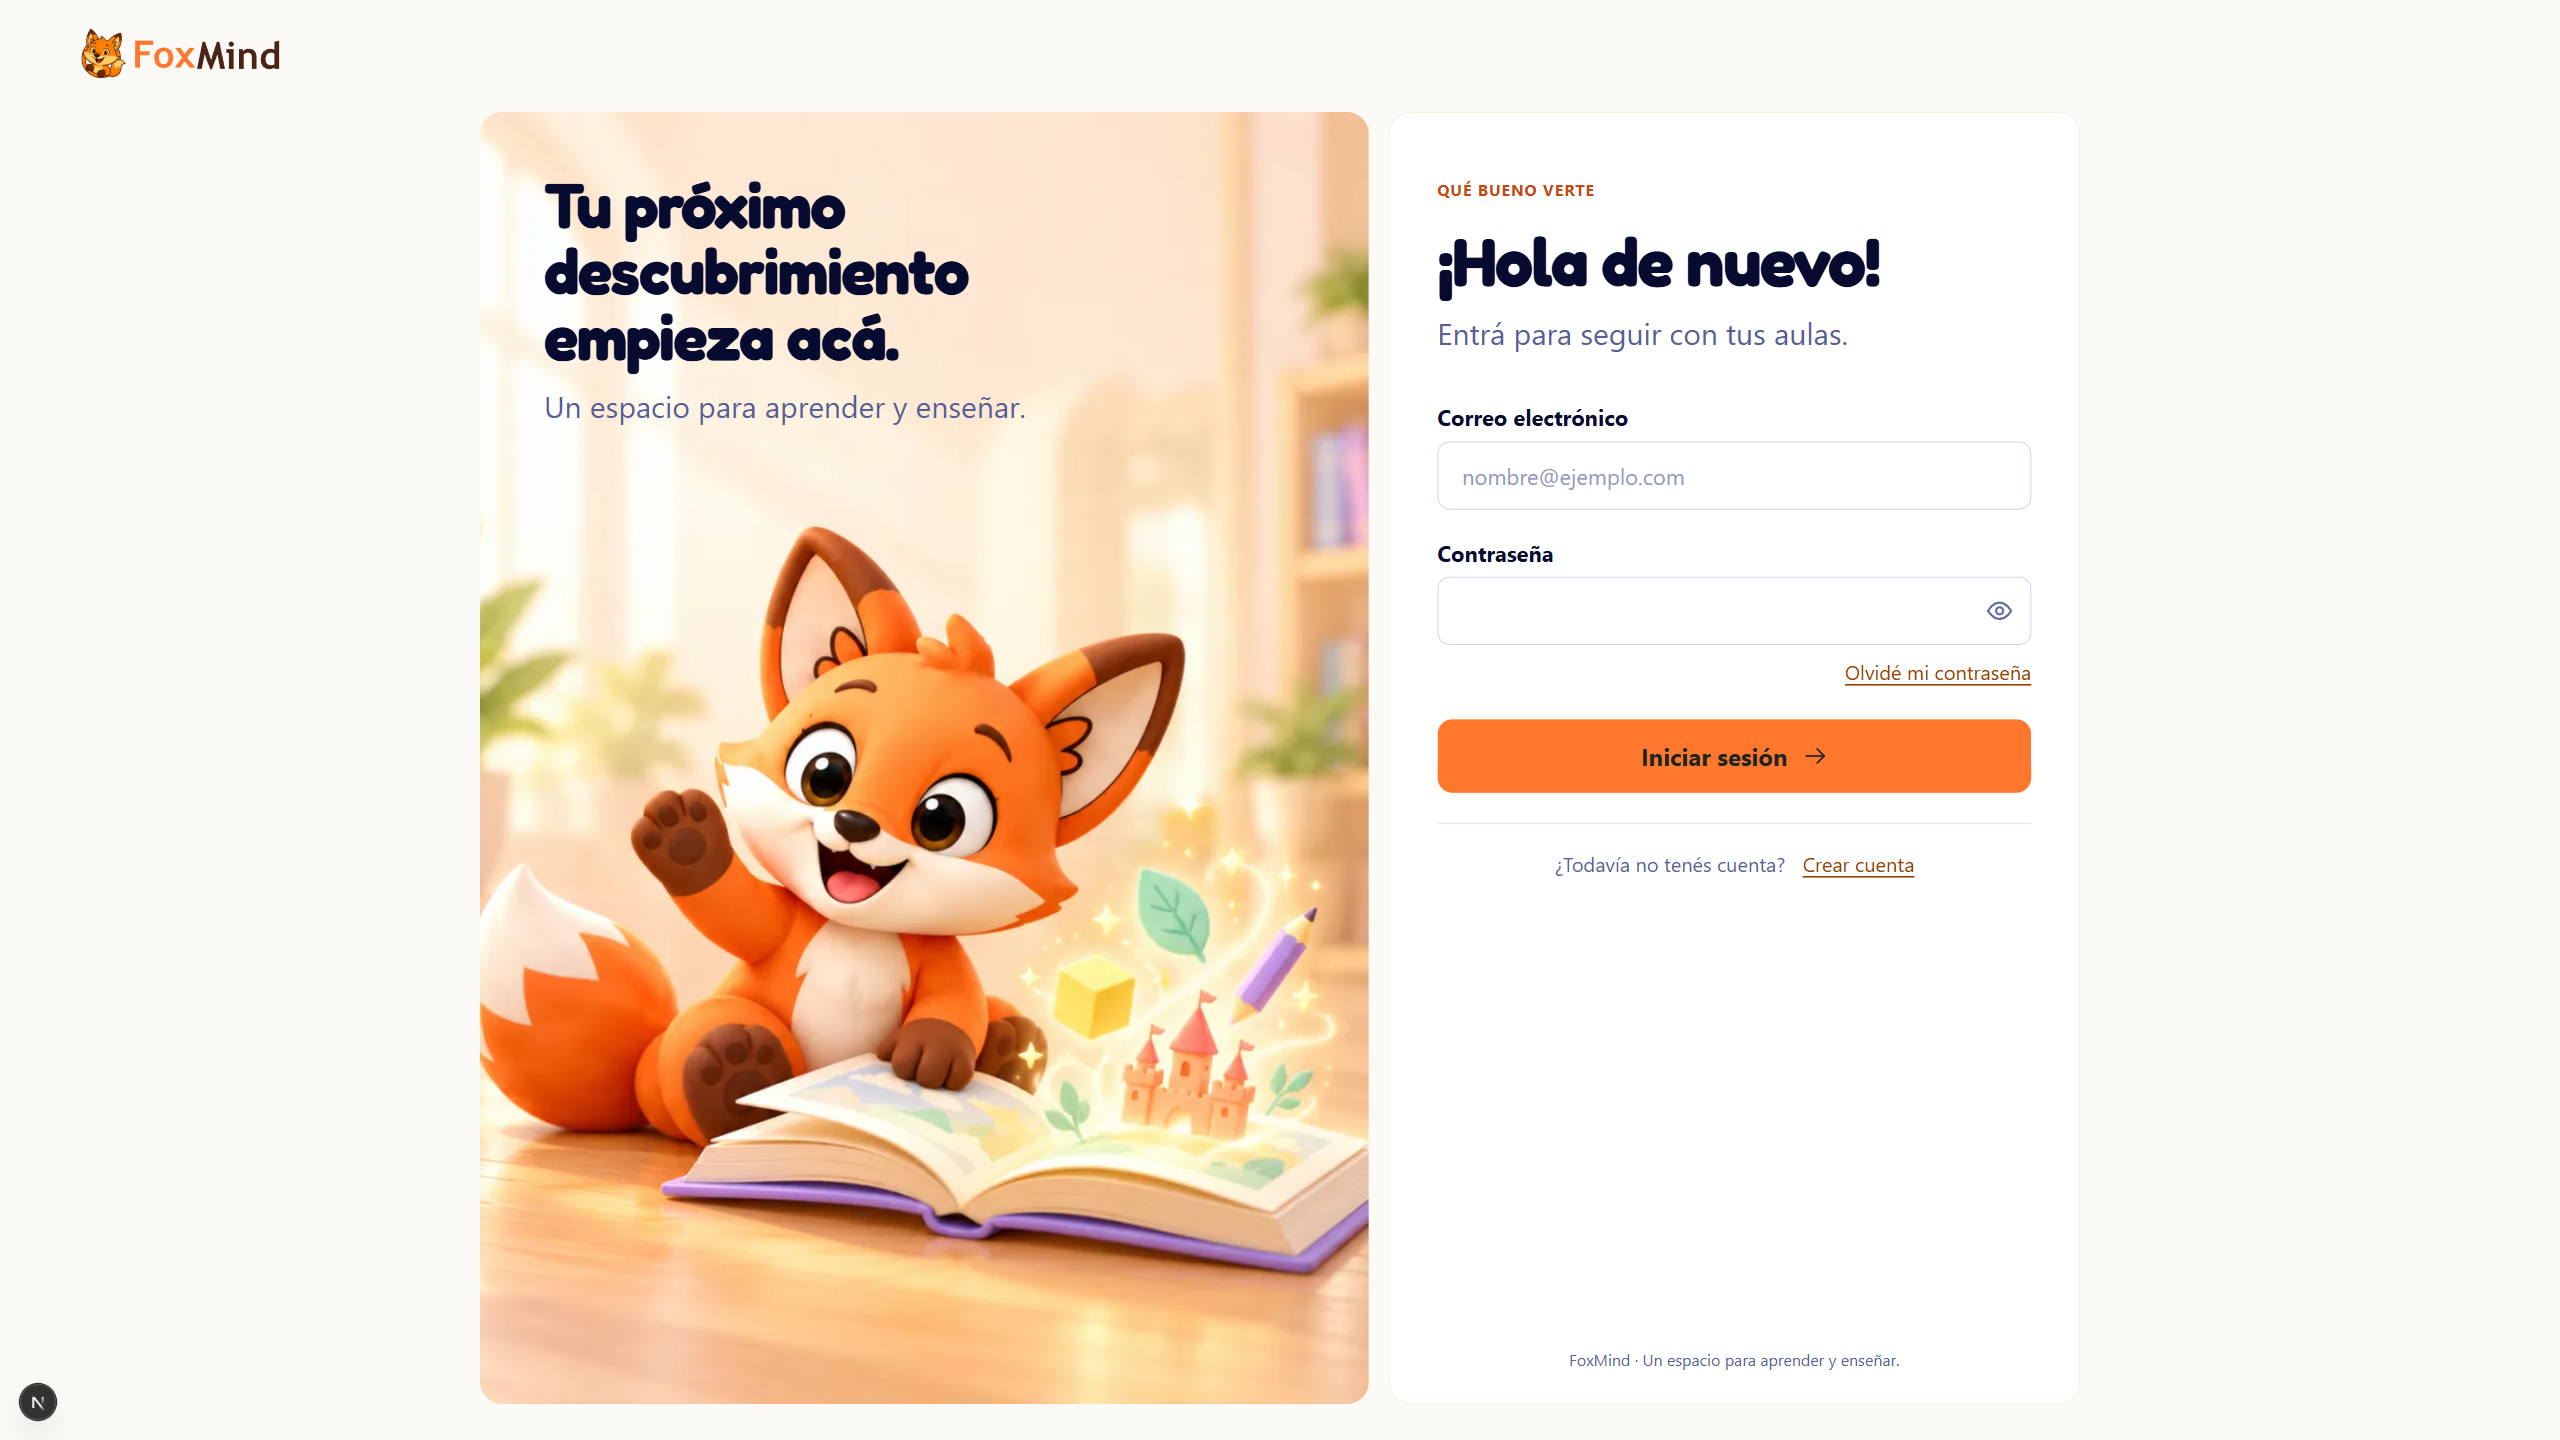 FoxMind
Tu próximo
descubrimiento
empieza acá.
Un espacio para aprender y enseñar.
QUÉ BUENO VERTE
¡Hola de nuevo!
Entrá para seguir con tus aulas.
Correo electrónico
nombre@ejemplo.com
Contraseña
Olvidé mi contraseña
Iniciar sesión →
¿Todavía no tenés cuenta? Crear cuenta
FoxMind · Un espacio para aprender y enseñar.
N